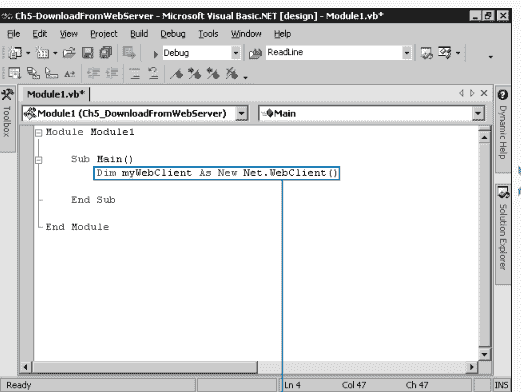 Ch5-DownloadFromWebServer - Microsoft Visual Basic.NET [design] - Module1.vb*
File Edit View Project Build Debug Tools Window Help
Debug ReadLine
Module1.vb*
Toolbox
Module1 (Ch5_DownloadFromWebServer) Main
Module Module1
Sub Main()
Dim myWebClient As New Net.WebClient()
End Sub
End Module
Dynamic Help
Solution Explorer
Ready Ln 4 Col 47 Ch 47 INS